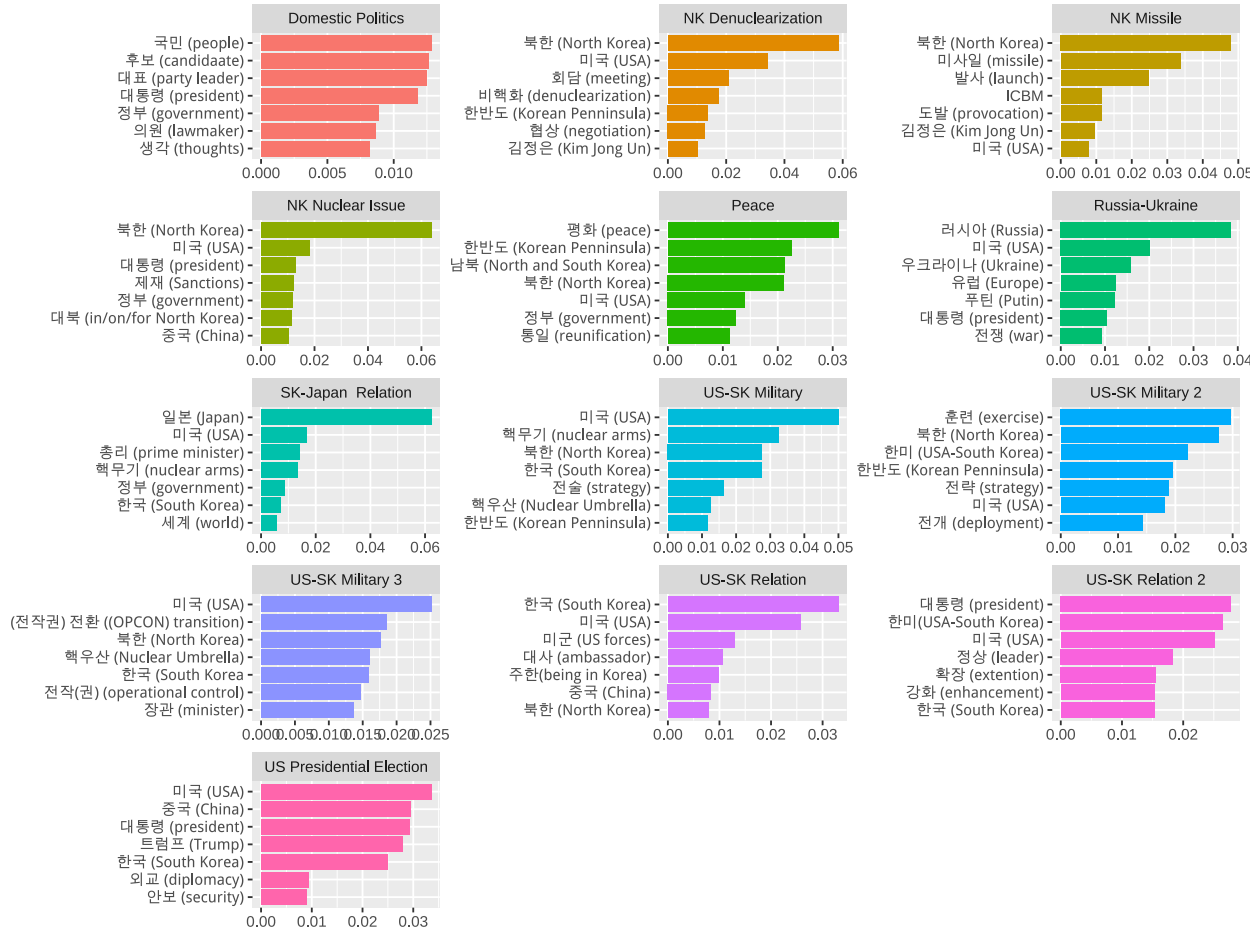 Domestic Politics
국민 (people)
후보 (candidaate)
대표 (party leader)
대통령 (president)
정부 (government)
의원 (lawmaker)
생각 (thoughts)
0.000 0.005 0.010
NK Denuclearization
북한 (North Korea)
미국 (USA)
회담 (meeting)
비핵화 (denuclearization)
한반도 (Korean Penninsula)
협상 (negotiation)
김정은 (Kim Jong Un)
0.00 0.02 0.04 0.06
NK Missile
북한 (North Korea)
미사일 (missile)
발사 (launch)
ICBM
도발 (provocation)
김정은 (Kim Jong Un)
미국 (USA)
0.00 0.01 0.02 0.03 0.04 0.05
NK Nuclear Issue
북한 (North Korea)
미국 (USA)
대통령 (president)
제재 (Sanctions)
정부 (government)
대북 (in/on/for North Korea)
중국 (China)
0.00 0.02 0.04 0.06
Peace
평화 (peace)
한반도 (Korean Penninsula)
남북 (North and South Korea)
북한 (North Korea)
미국 (USA)
정부 (government)
통일 (reunification)
0.00 0.01 0.02 0.03
Russia-Ukraine
러시아 (Russia)
미국 (USA)
우크라이나 (Ukraine)
유럽 (Europe)
푸틴 (Putin)
대통령 (president)
전쟁 (war)
0.00 0.01 0.02 0.03 0.04
SK-Japan Relation
일본 (Japan)
미국 (USA)
총리 (prime minister)
핵무기 (nuclear arms)
정부 (government)
한국 (South Korea)
세계 (world)
0.00 0.02 0.04 0.06
US-SK Military
미국 (USA)
핵무기 (nuclear arms)
북한 (North Korea)
한국 (South Korea)
전술 (strategy)
핵우산 (Nuclear Umbrella)
한반도 (Korean Penninsula)
0.00 0.01 0.02 0.03 0.04 0.05
US-SK Military 2
훈련 (exercise)
북한 (North Korea)
한미 (USA-South Korea)
한반도 (Korean Penninsula)
전략 (strategy)
미국 (USA)
전개 (deployment)
0.00 0.01 0.02 0.03
US-SK Military 3
미국 (USA)
(전작권) 전환 ((OPCON) transition)
북한 (North Korea)
핵우산 (Nuclear Umbrella)
한국 (South Korea
전작(권) (operational control)
장관 (minister)
0.000 0.005 0.010 0.015 0.020 0.025
US-SK Relation
한국 (South Korea)
미국 (USA)
미군 (US forces)
대사 (ambassador)
주한(being in Korea)
중국 (China)
북한 (North Korea)
0.00 0.01 0.02 0.03
US-SK Relation 2
대통령 (president)
한미(USA-South Korea)
미국 (USA)
정상 (leader)
확장 (extention)
강화 (enhancement)
한국 (South Korea)
0.00 0.01 0.02
US Presidential Election
미국 (USA)
중국 (China)
대통령 (president)
트럼프 (Trump)
한국 (South Korea)
외교 (diplomacy)
안보 (security)
0.00 0.01 0.02 0.03